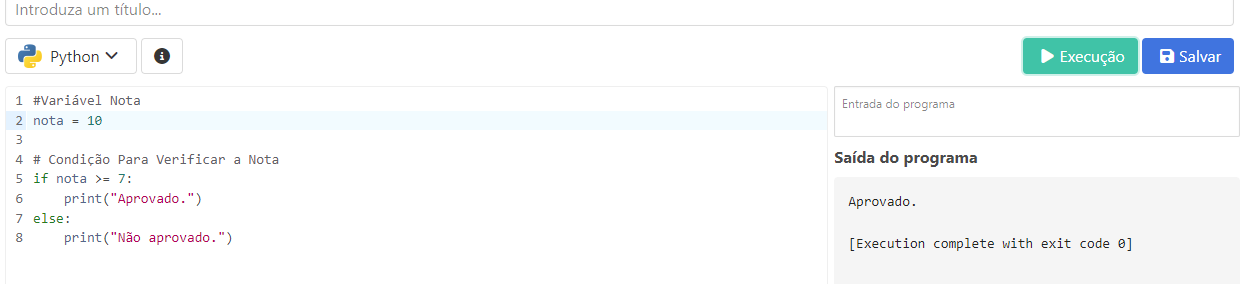 Introduza um título...
Python
Execução
Salvar
1 #Variável Nota
2 nota = 10
3
4 # Condição Para Verificar a Nota
5 if nota >= 7:
6     print("Aprovado.")
7 else:
8     print("Não aprovado.")
Entrada do programa
Saída do programa
Aprovado.
[Execution complete with exit code 0]